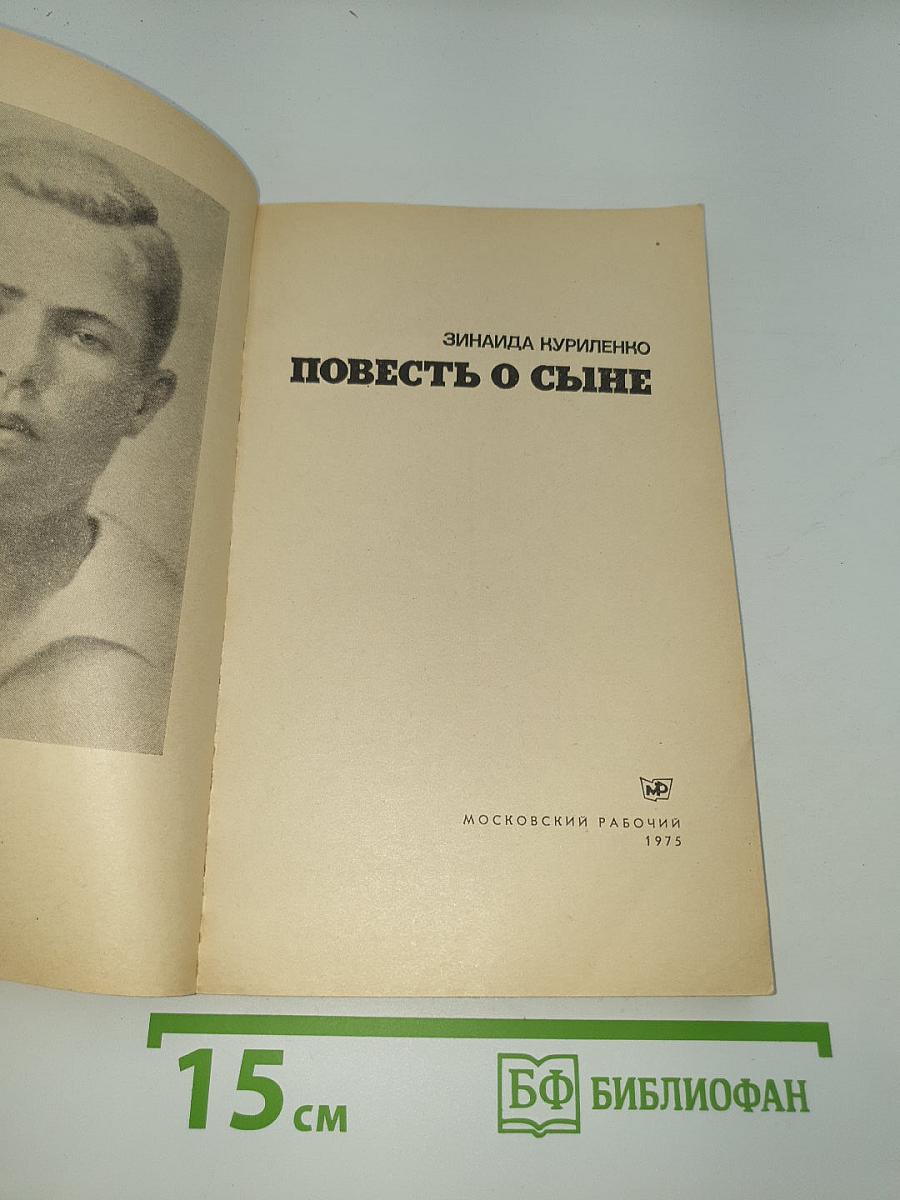 ЗИНАИДА КУРИЛЕНКО
ПОВЕСТЬ О СЫНЕ
МР
МОСКОВСКИЙ РАБОЧИЙ
1975
15 см
БФ БИБЛИОФАН